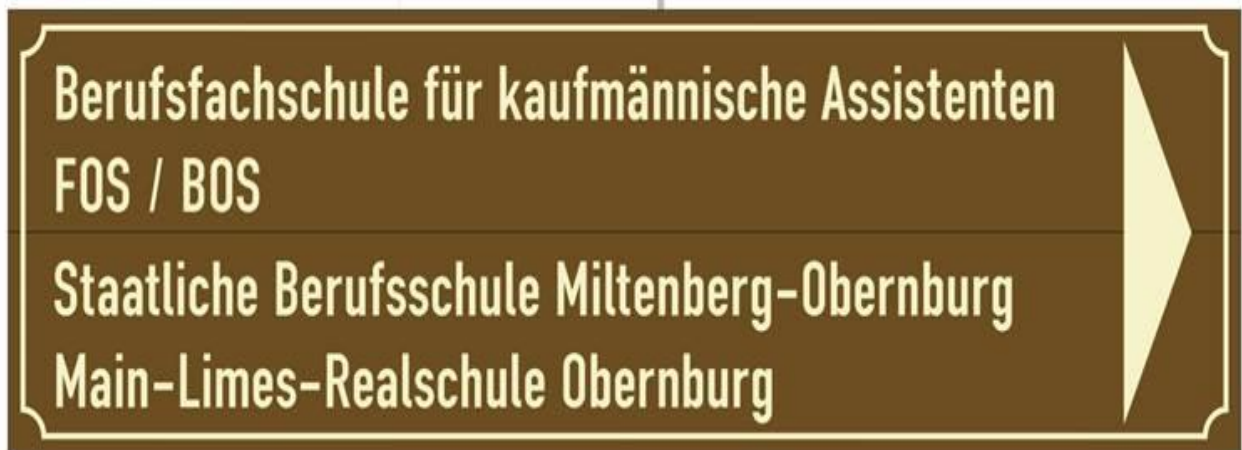 Berufsfachschule für kaufmännische Assistenten
FOS / BOS
Staatliche Berufsschule Miltenberg-Obernburg
Main-Limes-Realschule Obernburg